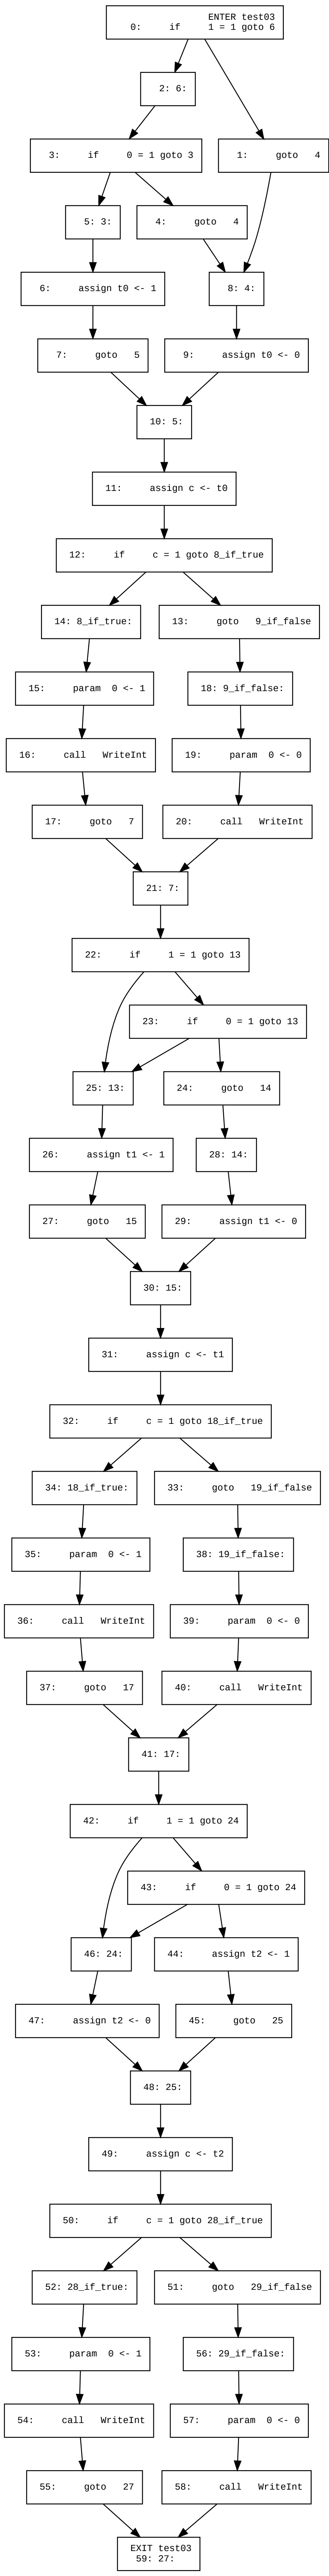 ENTER test03
0: if 1 = 1 goto 6
2: 6:
3: if 0 = 1 goto 3
1: goto 4
5: 3:
4: goto 4
6: assign t0 <- 1
8: 4:
7: goto 5
9: assign t0 <- 0
10: 5:
11: assign c <- t0
12: if c = 1 goto 8_if_true
14: 8_if_true:
13: goto 9_if_false
15: param 0 <- 1
18: 9_if_false:
16: call WriteInt
19: param 0 <- 0
17: goto 7
20: call WriteInt
21: 7:
22: if 1 = 1 goto 13
23: if 0 = 1 goto 13
25: 13:
24: goto 14
26: assign t1 <- 1
28: 14:
27: goto 15
29: assign t1 <- 0
30: 15:
31: assign c <- t1
32: if c = 1 goto 18_if_true
34: 18_if_true:
33: goto 19_if_false
35: param 0 <- 1
38: 19_if_false:
36: call WriteInt
39: param 0 <- 0
37: goto 17
40: call WriteInt
41: 17:
42: if 1 = 1 goto 24
43: if 0 = 1 goto 24
46: 24:
44: assign t2 <- 1
47: assign t2 <- 0
45: goto 25
48: 25:
49: assign c <- t2
50: if c = 1 goto 28_if_true
52: 28_if_true:
51: goto 29_if_false
53: param 0 <- 1
56: 29_if_false:
54: call WriteInt
57: param 0 <- 0
55: goto 27
58: call WriteInt
EXIT test03
59: 27: